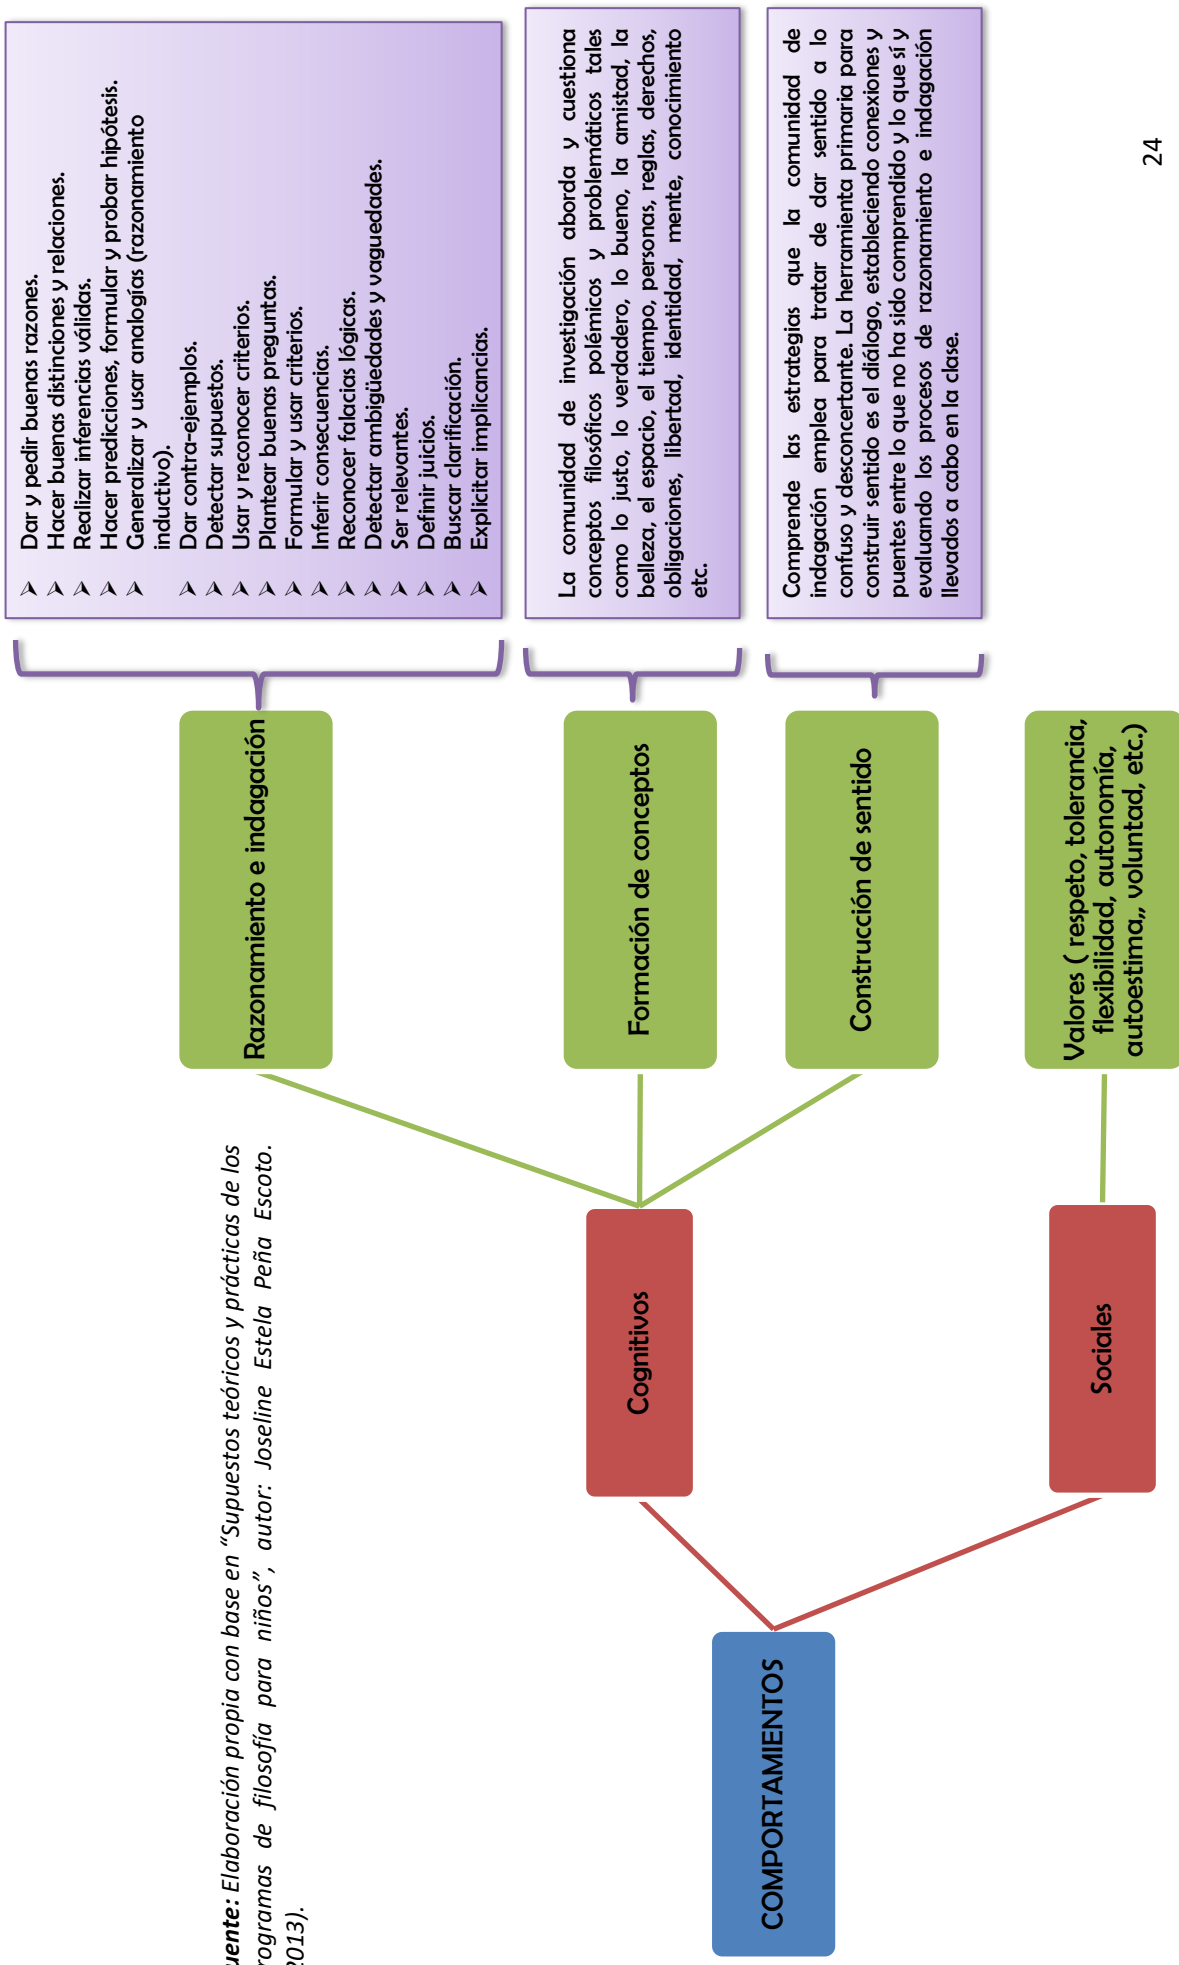 Fuente: Elaboración propia con base en “Supuestos teóricos y prácticas de los
programas de filosofía para niños”, autor: Joseline Estela Peña Escoto.
2013).
COMPORTAMIENTOS
Cognitivos
Sociales
Razonamiento e indagación
Formación de conceptos
Construcción de sentido
Valores ( respeto, tolerancia,
flexibilidad, autonomía,
autoestima,, voluntad, etc.)
➢ Dar y pedir buenas razones.
➢ Hacer buenas distinciones y relaciones.
➢ Realizar inferencias válidas.
➢ Hacer predicciones, formular y probar hipótesis.
➢ Generalizar y usar analogías (razonamiento
inductivo).
➢ Dar contra-ejemplos.
➢ Detectar supuestos.
➢ Usar y reconocer criterios.
➢ Plantear buenas preguntas.
➢ Formular y usar criterios.
➢ Inferir consecuencias.
➢ Reconocer falacias lógicas.
➢ Detectar ambigüedades y vaguedades.
➢ Ser relevantes.
➢ Definir juicios.
➢ Buscar clarificación.
➢ Explicitar implicancias.
La comunidad de investigación aborda y cuestiona
conceptos filosóficos polémicos y problemáticos tales
como lo justo, lo verdadero, lo bueno, la amistad, la
belleza, el espacio, el tiempo, personas, reglas, derechos,
obligaciones, libertad, identidad, mente, conocimiento
etc.
Comprende las estrategias que la comunidad de
indagación emplea para tratar de dar sentido a lo
confuso y desconcertante. La herramienta primaria para
construir sentido es el diálogo, estableciendo conexiones y
puentes entre lo que no ha sido comprendido y lo que sí y
evaluando los procesos de razonamiento e indagación
llevados a cabo en la clase.
24